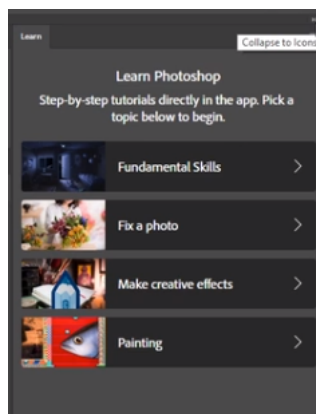 Learn
Collapse to Icons
Learn Photoshop
Step-by-step tutorials directly in the app. Pick a
topic below to begin.
Fundamental Skills
Fix a photo
Make creative effects
Painting